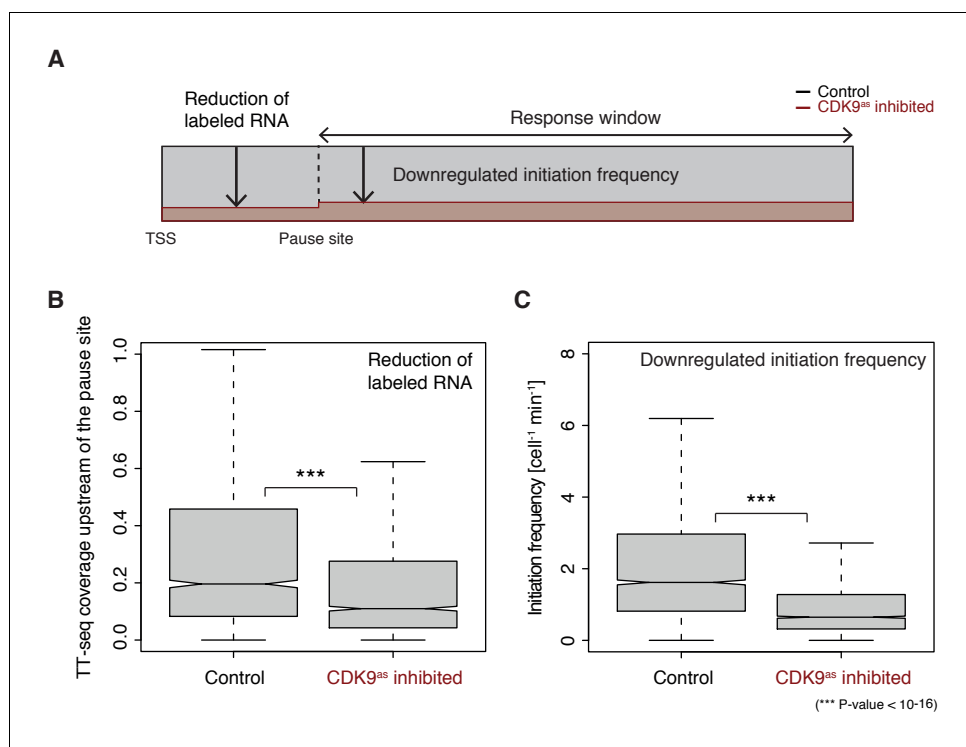 A
Reduction of
labeled RNA
Response window
Control
CDK9ᵃˢ inhibited
Downregulated initiation frequency
TSS
Pause site
B
TT-seq coverage upstream of the pause site
1.0
0.8
0.6
0.4
0.2
0.0
Reduction of
labeled RNA
***
Control
CDK9ᵃˢ inhibited
C
Initiation frequency [cell⁻¹ min⁻¹]
8
6
4
2
0
Downregulated initiation frequency
***
Control
CDK9ᵃˢ inhibited
(*** P-value < 10-16)